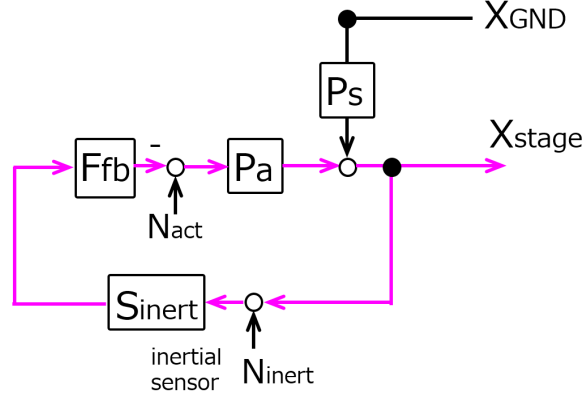 XGND
Ps
Xstage
-
Ffb
Pa
Nact
Sinert
inertial
sensor
Ninert